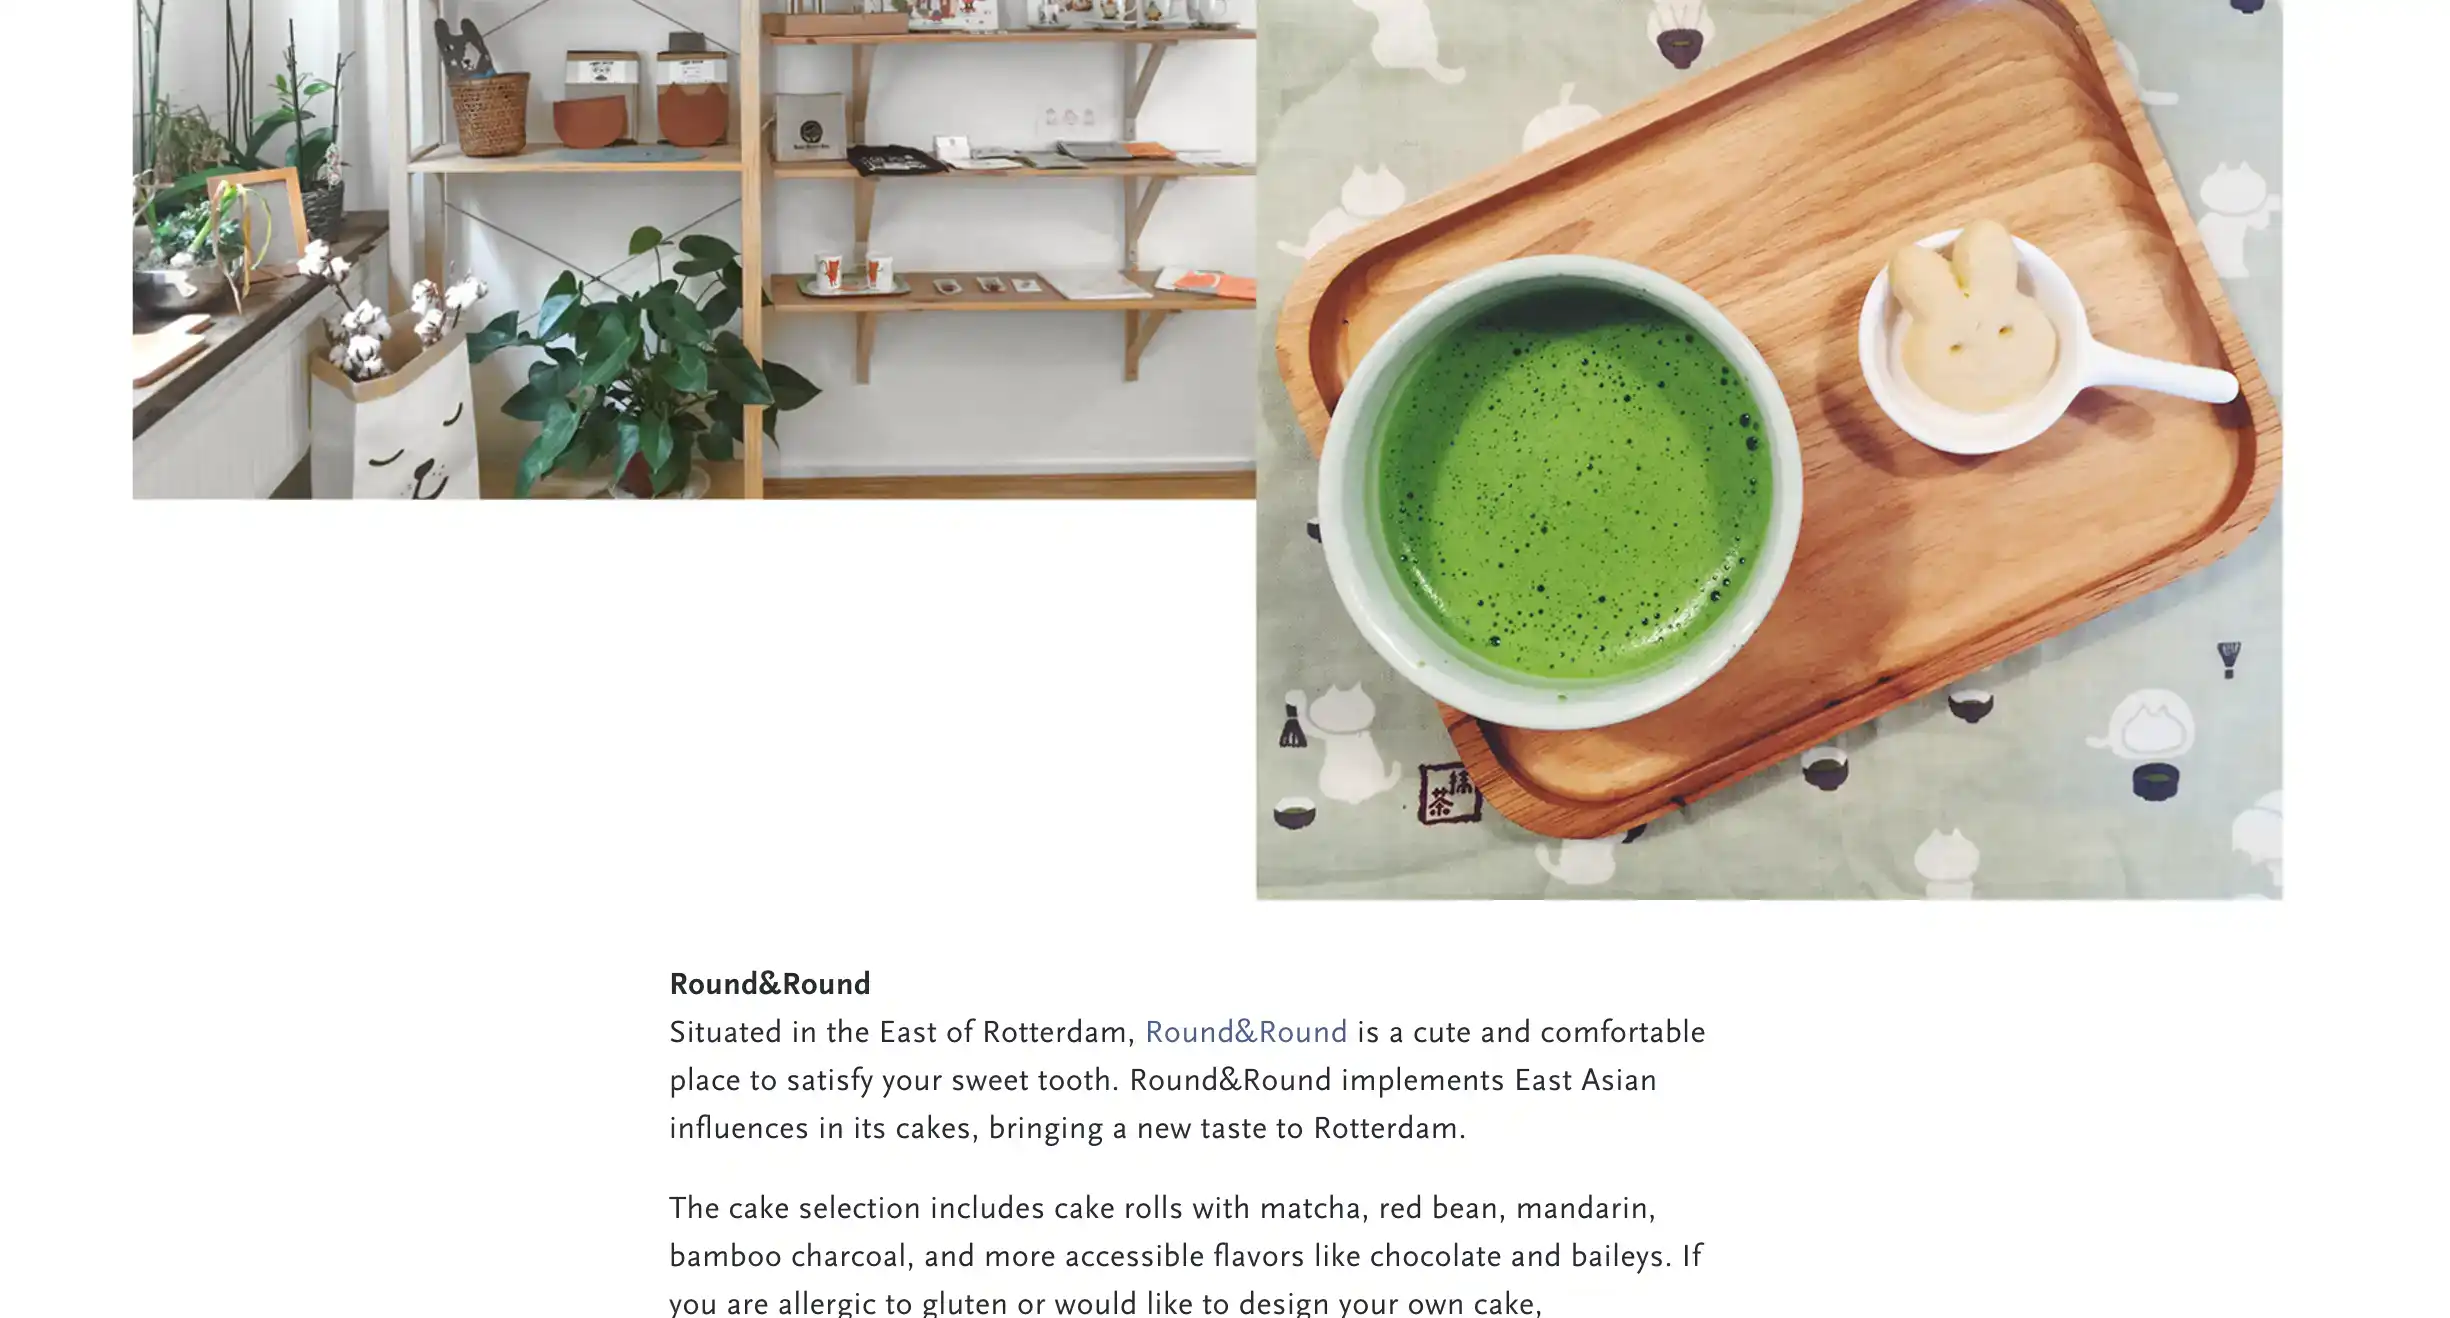 抹
茶
Round&Round
Situated in the East of Rotterdam, Round&Round is a cute and comfortable
place to satisfy your sweet tooth. Round&Round implements East Asian
influences in its cakes, bringing a new taste to Rotterdam.
The cake selection includes cake rolls with matcha, red bean, mandarin,
bamboo charcoal, and more accessible flavors like chocolate and baileys. If
you are allergic to gluten or would like to design your own cake,